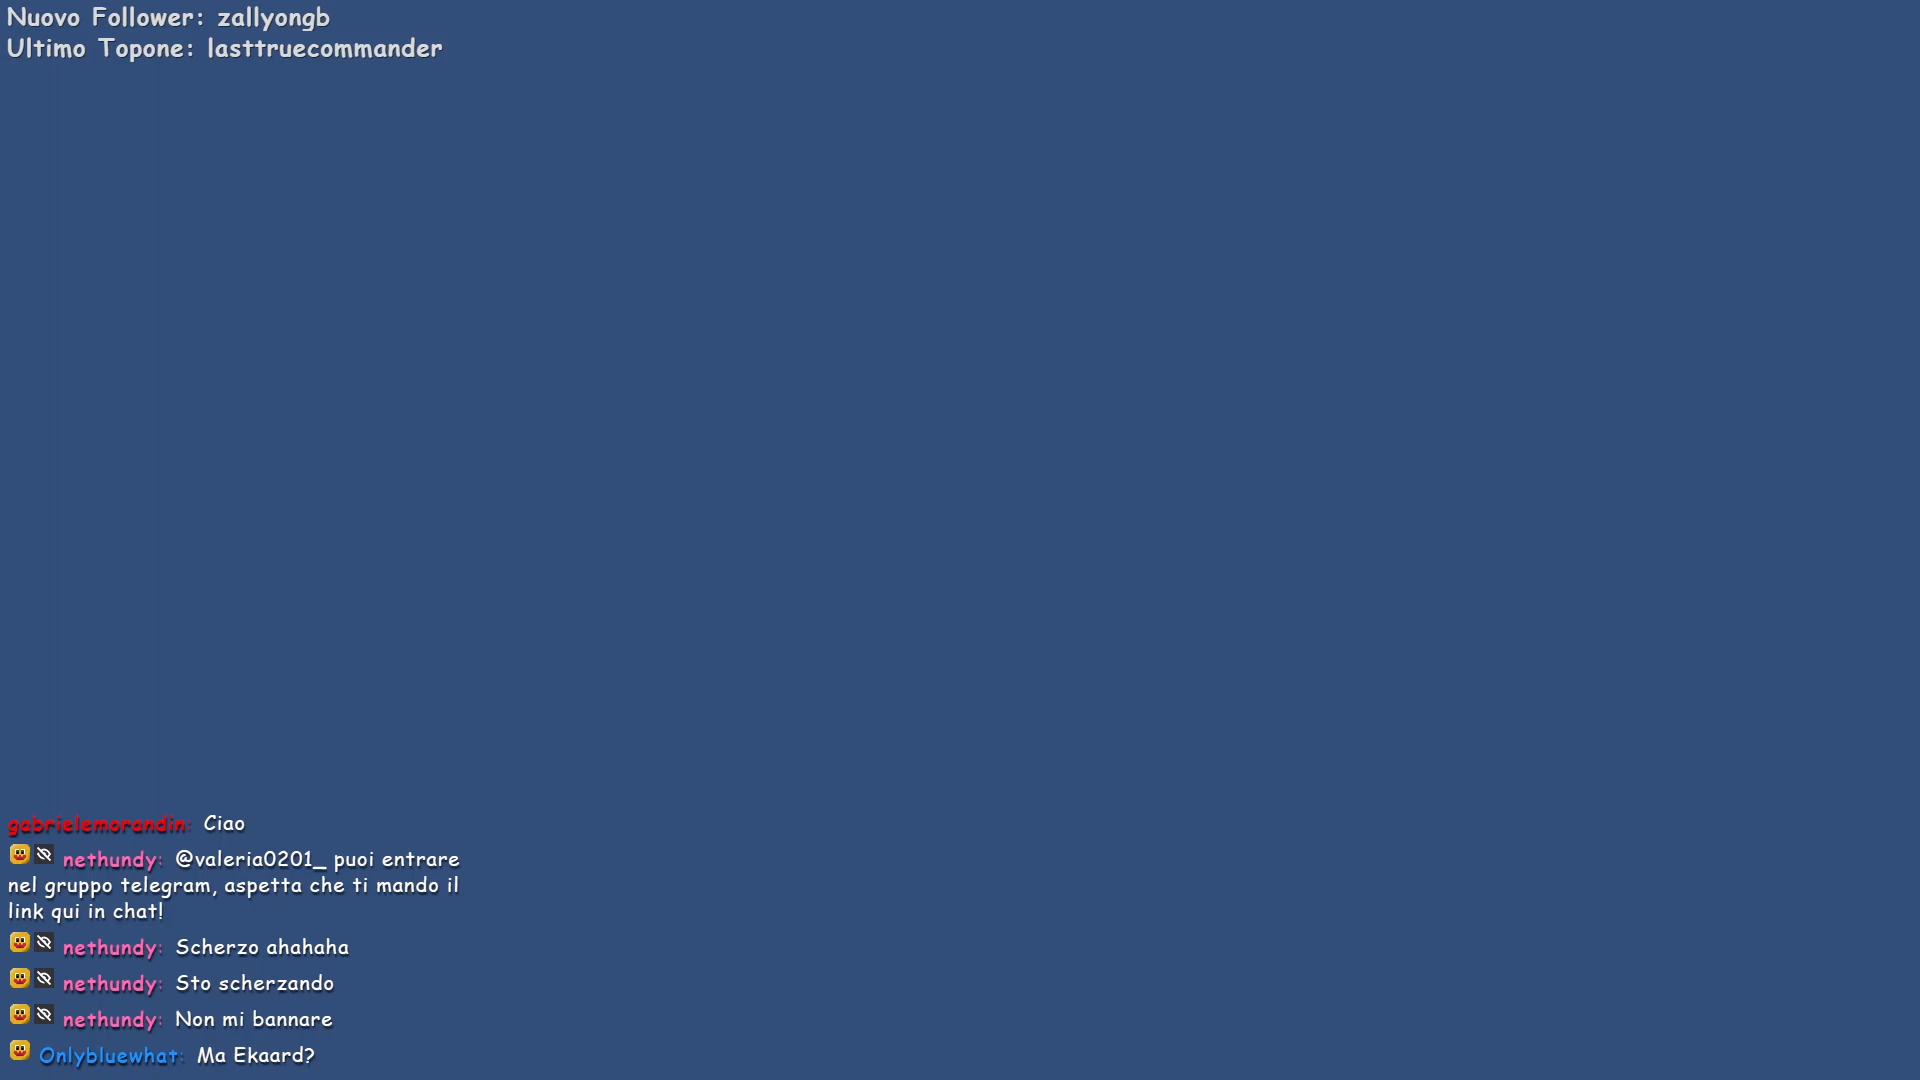 Nuovo Follower: zallyongb
Ultimo Topone: lasttruecommander
gabrielemorandin: Ciao
nethundy: @valeria0201_ puoi entrare
nel gruppo telegram, aspetta che ti mando il
link qui in chat!
nethundy: Scherzo ahahaha
nethundy: Sto scherzando
nethundy: Non mi bannare
Onlybluewhat: Ma Ekaard?